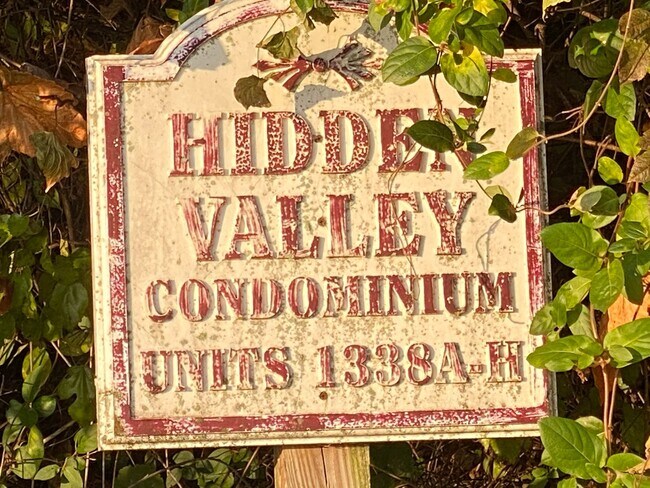 HIDDEN
VALLEY
CONDOMINIUM
UNITS 1338A-H